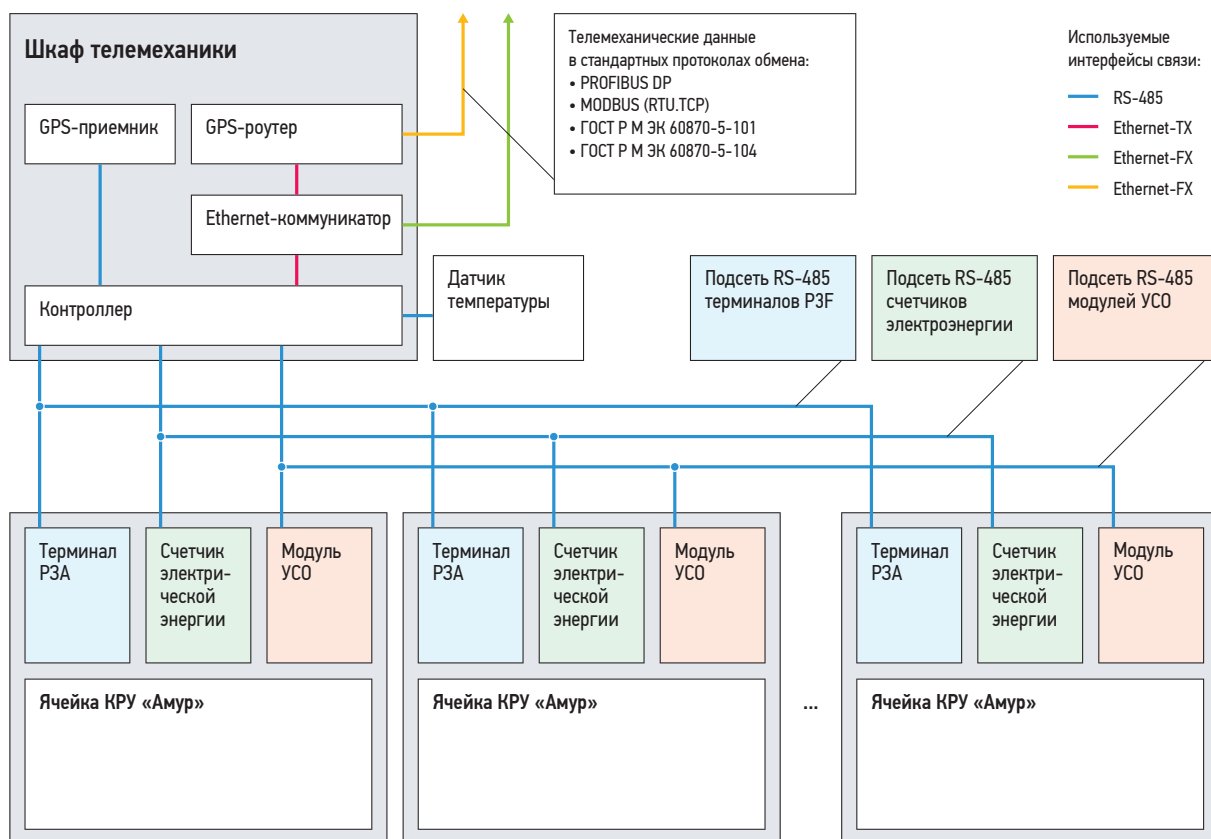 Шкаф телемеханики
GPS-приемник
GPS-роутер
Ethernet-коммуникатор
Контроллер
Датчик
температуры
Телемеханические данные
в стандартных протоколах обмена:
• PROFIBUS DP
• MODBUS (RTU.TCP)
• ГОСТ Р М ЭК 60870-5-101
• ГОСТ Р М ЭК 60870-5-104
Используемые
интерфейсы связи:
RS-485
Ethernet-TX
Ethernet-FX
Ethernet-FX
Подсеть RS-485
терминалов РЗF
Подсеть RS-485
счетчиков
электроэнергии
Подсеть RS-485
модулей УСО
Терминал
РЗА
Счетчик
электри-
ческой
энергии
Модуль
УСО
Ячейка КРУ «Амур»
Терминал
РЗА
Счетчик
электри-
ческой
энергии
Модуль
УСО
Ячейка КРУ «Амур»
...
Терминал
РЗА
Счетчик
электри-
ческой
энергии
Модуль
УСО
Ячейка КРУ «Амур»